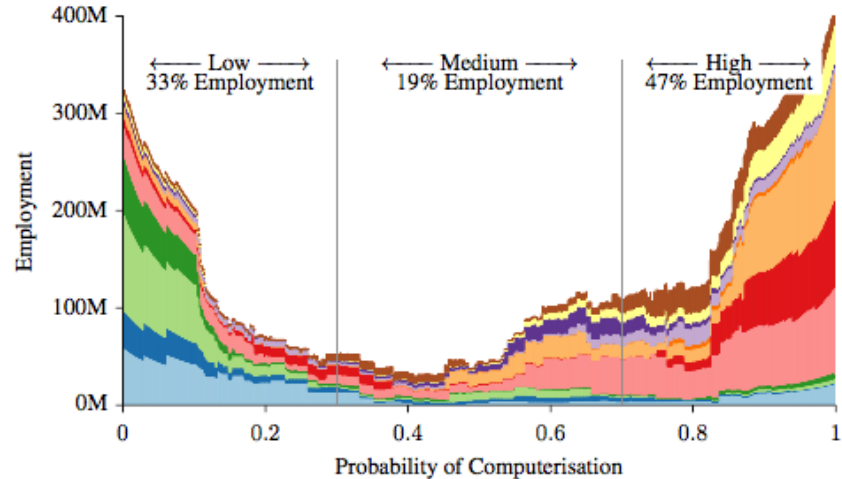 400M
300M
200M
100M
0M
Employment
←— Low —→
33% Employment
←— Medium —→
19% Employment
←— High —→
47% Employment
0
0.2
0.4
0.6
0.8
1
Probability of Computerisation